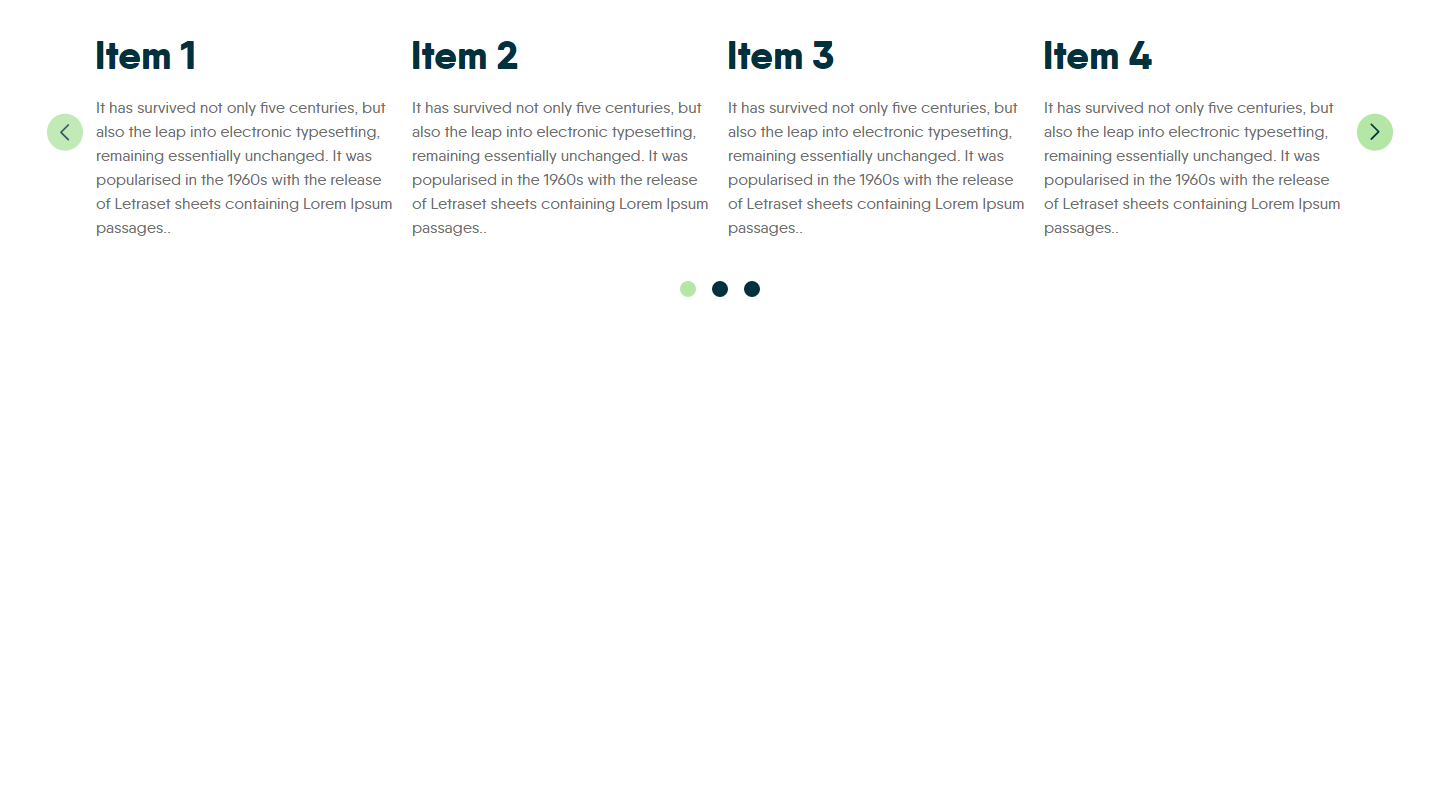 Item 1
It has survived not only five centuries, but
also the leap into electronic typesetting,
remaining essentially unchanged. It was
popularised in the 1960s with the release
of Letraset sheets containing Lorem Ipsum
passages..
Item 2
It has survived not only five centuries, but
also the leap into electronic typesetting,
remaining essentially unchanged. It was
popularised in the 1960s with the release
of Letraset sheets containing Lorem Ipsum
passages..
Item 3
It has survived not only five centuries, but
also the leap into electronic typesetting,
remaining essentially unchanged. It was
popularised in the 1960s with the release
of Letraset sheets containing Lorem Ipsum
passages..
Item 4
It has survived not only five centuries, but
also the leap into electronic typesetting,
remaining essentially unchanged. It was
popularised in the 1960s with the release
of Letraset sheets containing Lorem Ipsum
passages..